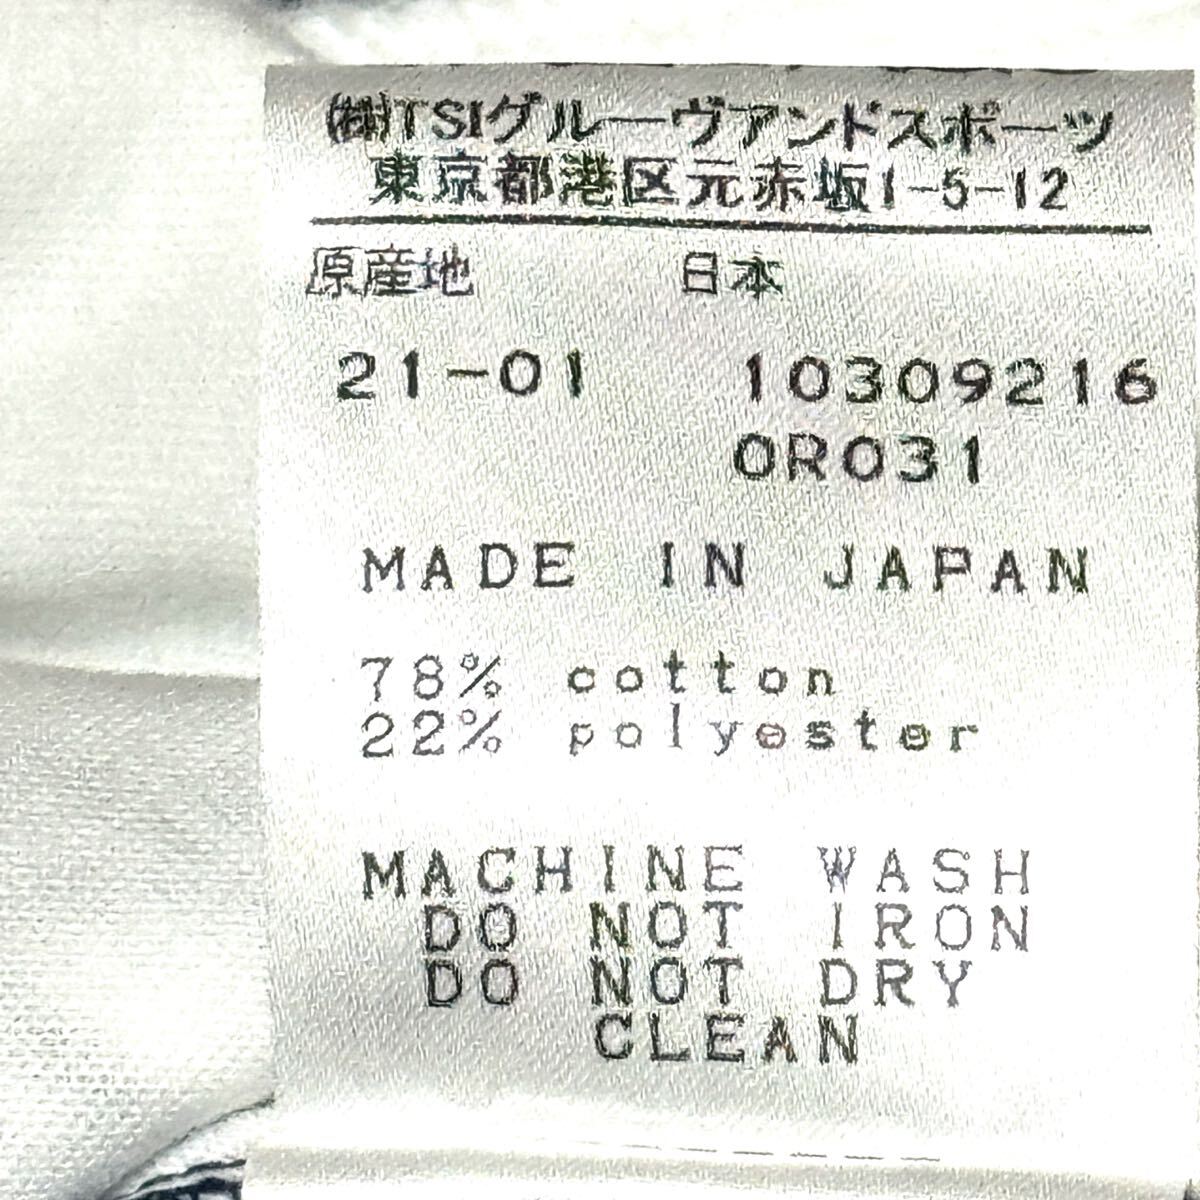 ㈱TSIグルーヴアンドスポーツ
東京都港区元赤坂1-5-12
原産地 日本
21-01 10309216
0R031
MADE IN JAPAN
78% cotton
22% polyester
MACHINE WASH
DO NOT IRON
DO NOT DRY
CLEAN